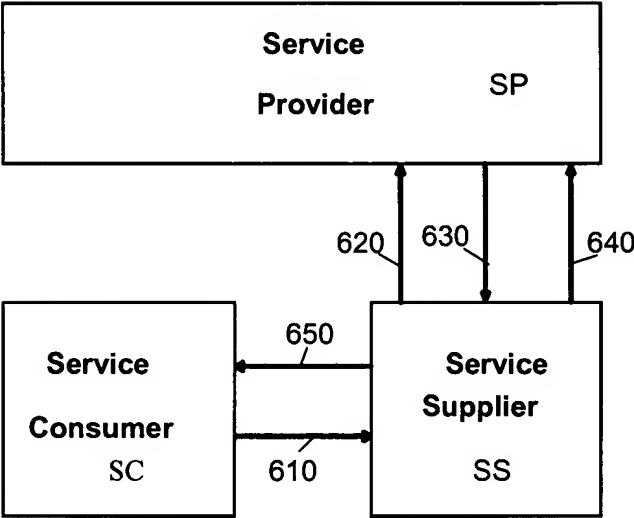 Service
Provider SP
620 630 640
650
Service
Consumer
SC
610
Service
Supplier
SS